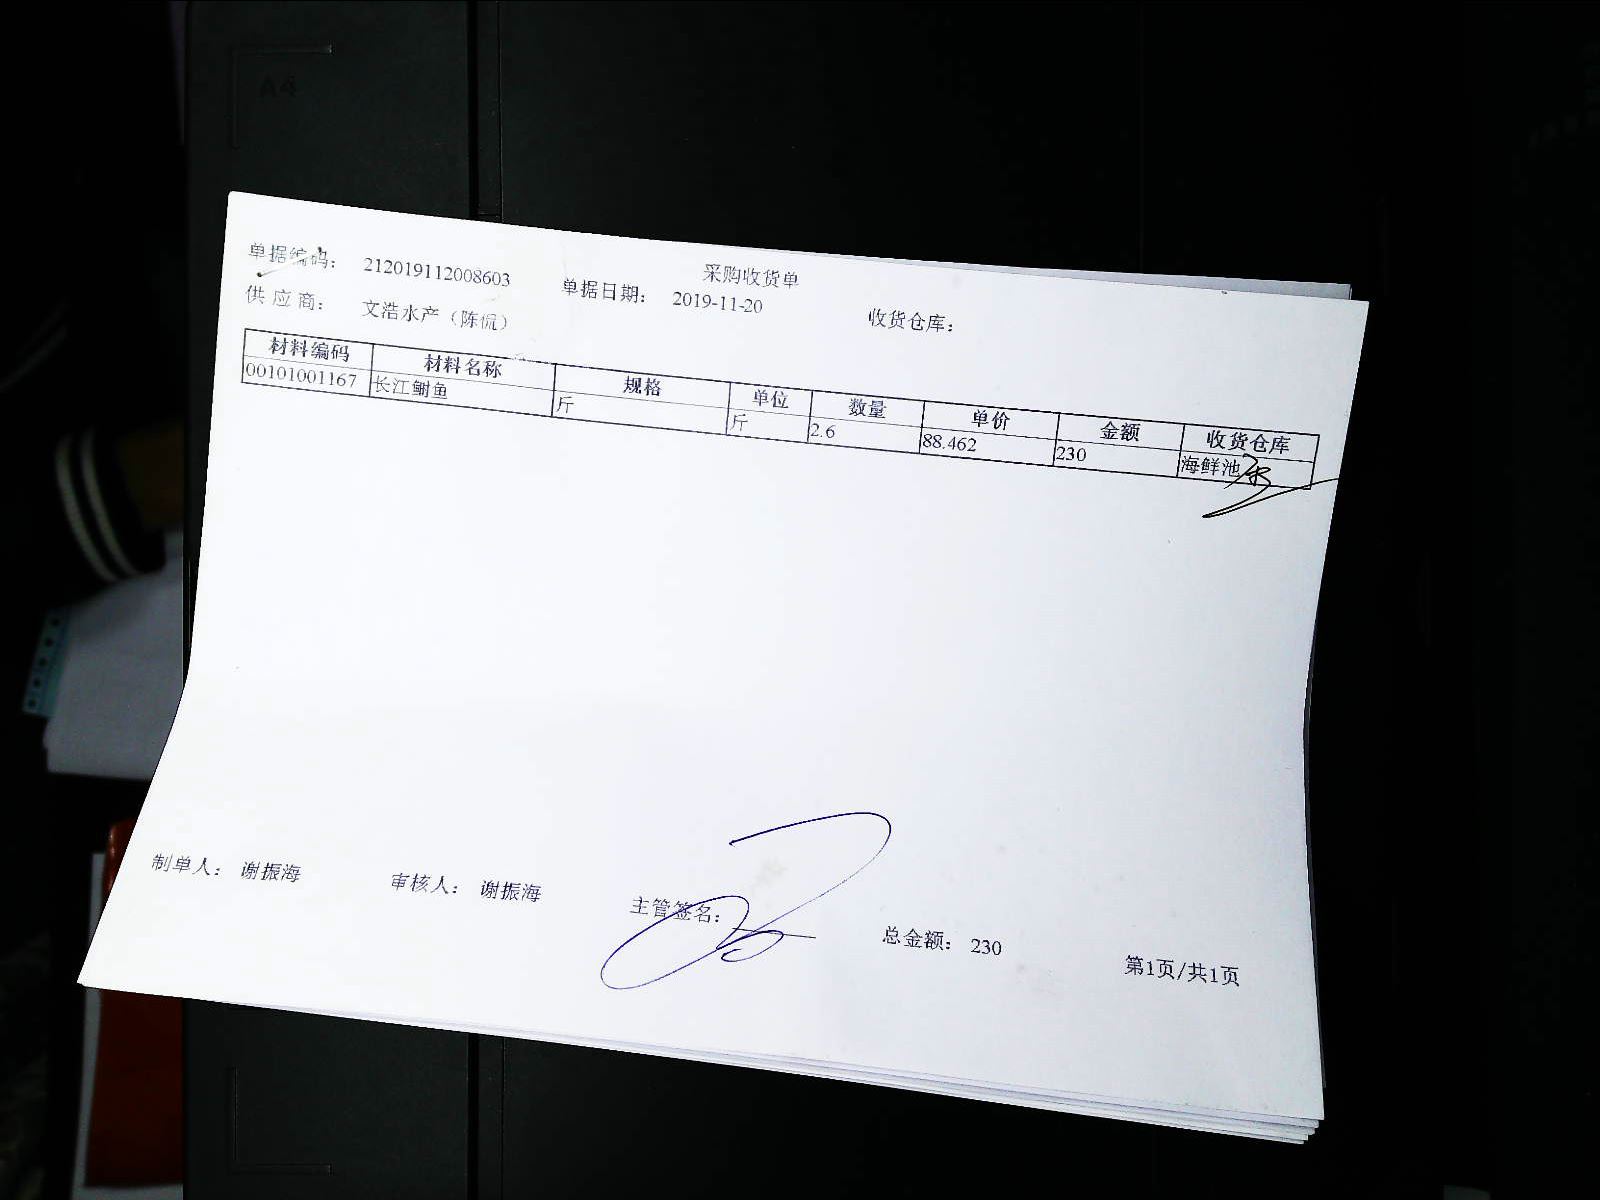 A4
采购收货单
单据编码： 212019112008603 单据日期： 2019-11-20 收货仓库：
供应商： 文浩水产（陈侃）
材料编码 材料名称 规格 单位 数量 单价 金额 收货仓库
00101001167 长江鲥鱼 斤 斤 2.6 88.462 230 海鲜池
制单人： 谢振海 审核人： 谢振海 主管签名： 总金额： 230 第1页/共1页